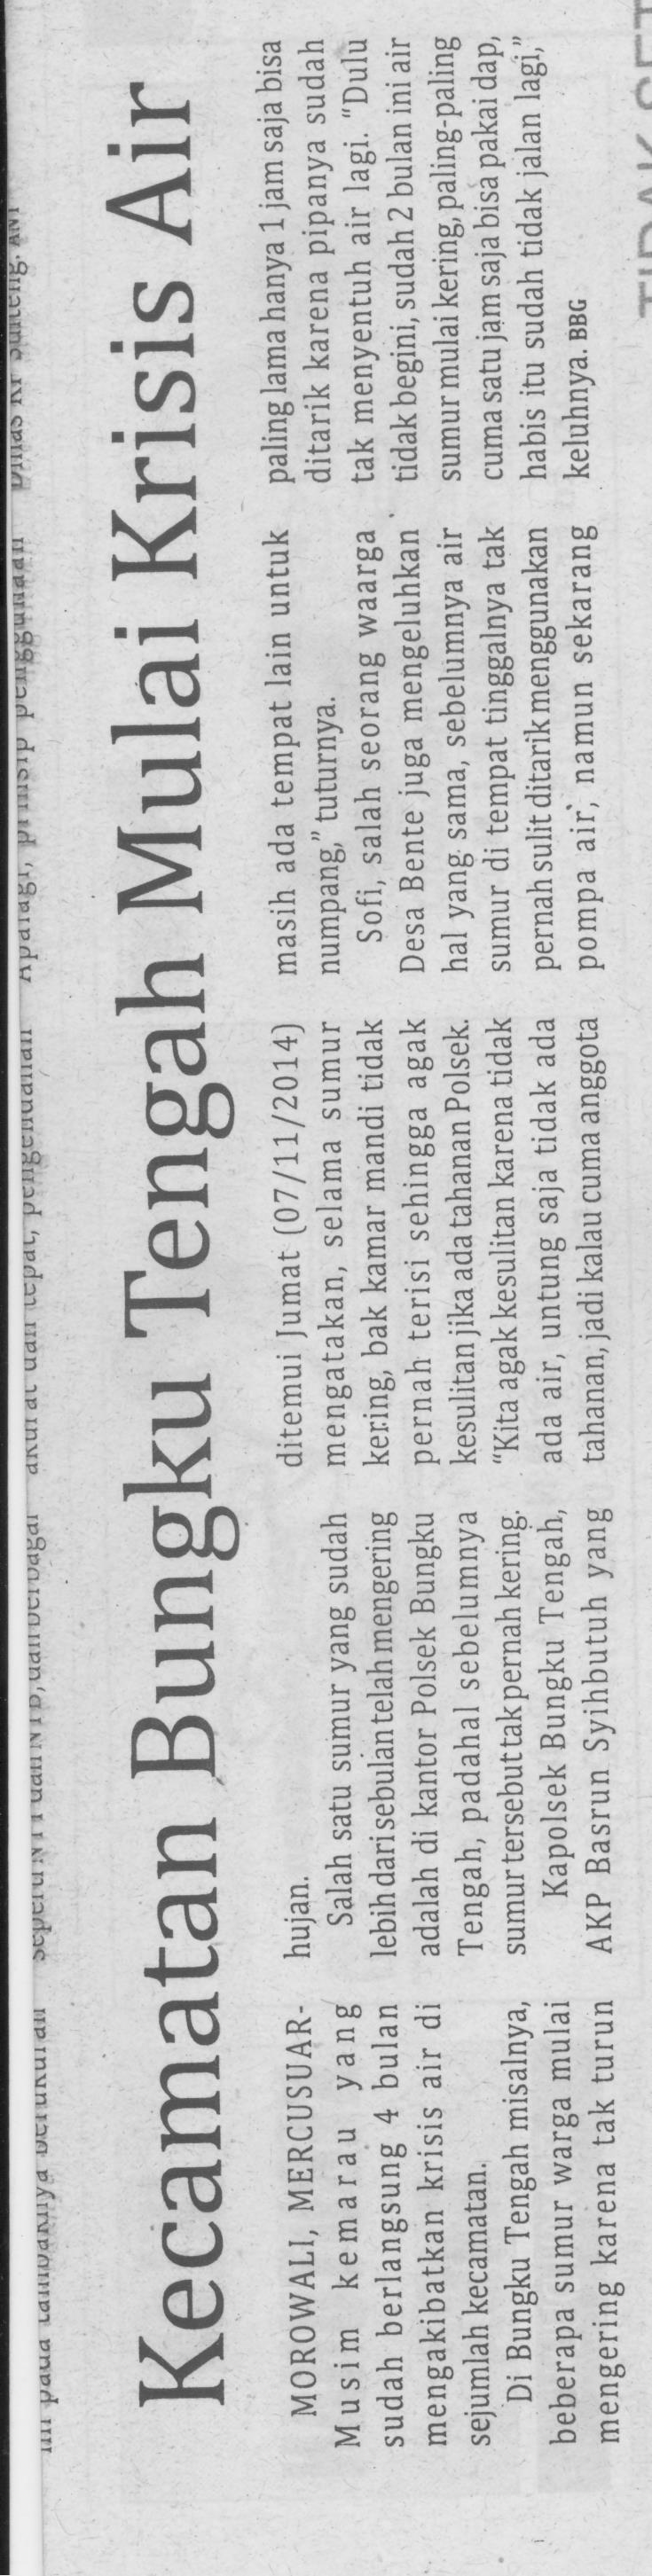 Kecamatan Bungku Tengah Mulai Krisis Air
MOROWALI, MERCUSUAR-
Musim kemarau yang
sudah berlangsung 4 bulan
mengakibatkan krisis air di
sejumlah kecamatan.
Di Bungku Tengah misalnya,
beberapa sumur warga mulai
mengering karena tak turun
hujan.
Salah satu sumur yang sudah
lebih dari sebulan telah mengering
adalah di kantor Polsek Bungku
Tengah, padahal sebelumnya
sumur tersebut tak pernah kering.
Kapolsek Bungku Tengah,
AKP Basrun Syihbutuh yang
ditemui Jumat (07/11/2014)
mengatakan, selama sumur
kering, bak kamar mandi tidak
pernah terisi sehingga agak
kesulitan jika ada tahanan Polsek.
“Kita agak kesulitan karena tidak
ada air, untung saja tidak ada
tahanan, jadi kalau cuma anggota
masih ada tempat lain untuk
numpang,” tuturnya.
Sofi, salah seorang waarga
Desa Bente juga mengeluhkan
hal yang sama, sebelumnya air
sumur di tempat tinggalnya tak
pernah sulit ditarik menggunakan
pompa air, namun sekarang
paling lama hanya 1 jam saja bisa
ditarik karena pipanya sudah
tak menyentuh air lagi. “Dulu
tidak begini, sudah 2 bulan ini air
sumur mulai kering, paling-paling
cuma satu jam saja bisa pakai dap,
habis itu sudah tidak jalan lagi,”
keluhnya. BBG